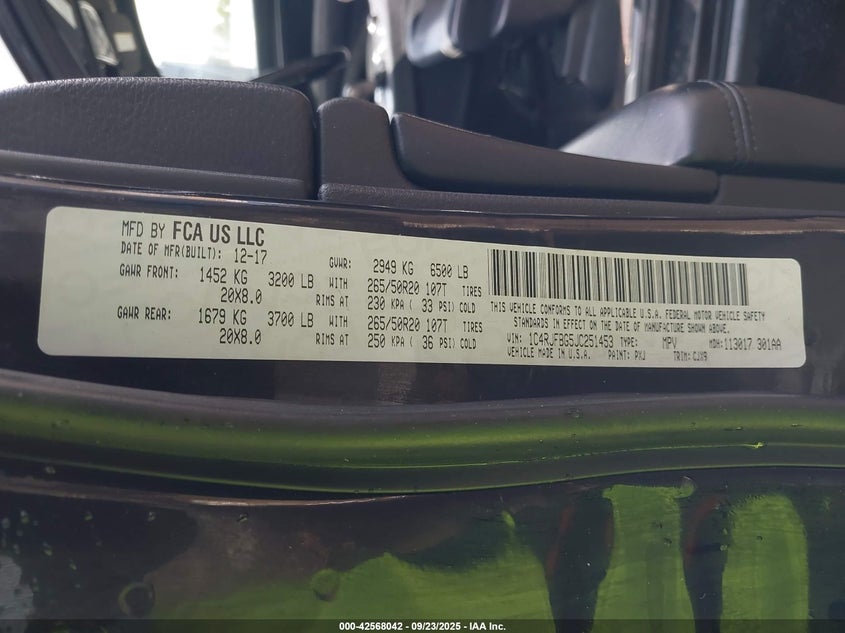 MFD BY FCA US LLC
DATE OF MFR(BUILT): 12-17 GVWR: 2949 KG 6500 LB
GAWR FRONT: 1452 KG 3200 LB WITH 265/50R20 107T TIRES
20X8.0 RIMS AT 230 KPA ( 33 PSI) COLD
GAWR REAR: 1679 KG 3700 LB WITH 265/50R20 107T TIRES
20X8.0 RIMS AT 250 KPA ( 36 PSI) COLD
THIS VEHICLE CONFORMS TO ALL APPLICABLE U.S.A. FEDERAL MOTOR VEHICLE SAFETY
STANDARDS IN EFFECT ON THE DATE OF MANUFACTURE SHOWN ABOVE.
VIN: 1C4RJFBG5JC251453 TYPE: MPV MDH:113017 301AA
VEHICLE MADE IN U.S.A. PAINT: PXJ TRIM: CJX9
000-42568042 - 09/23/2025 - IAA Inc.